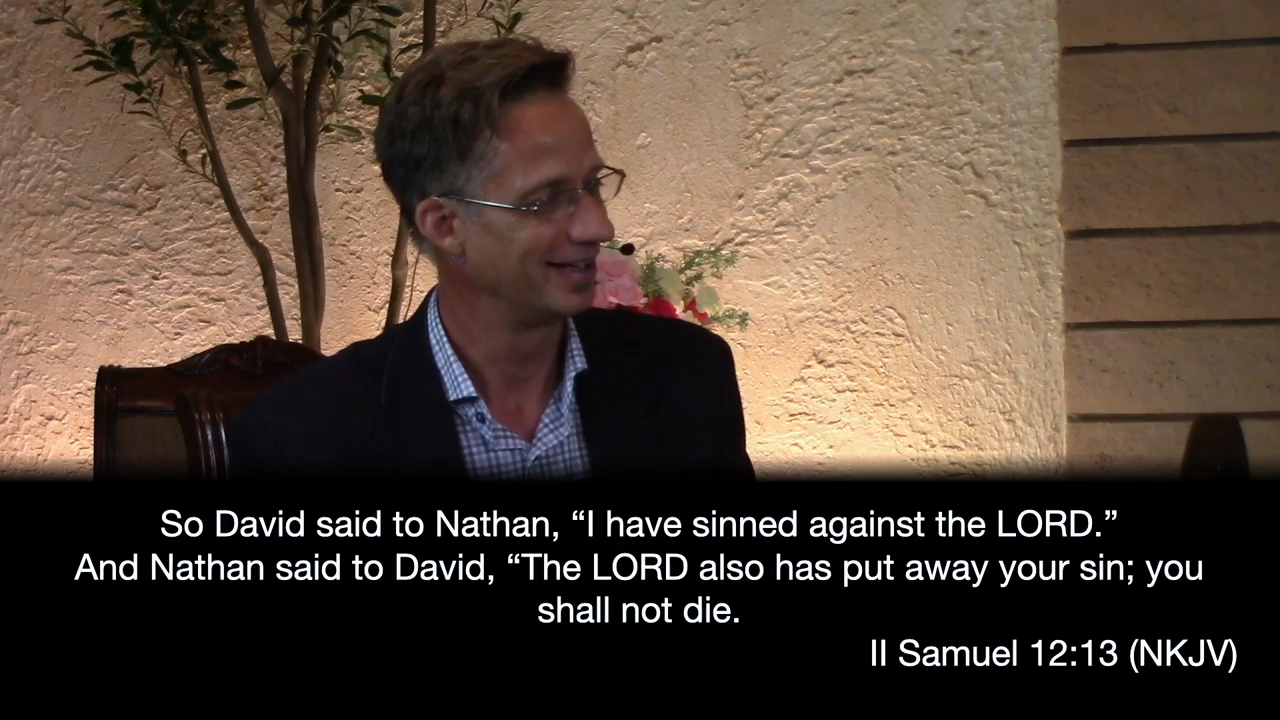 So David said to Nathan, “I have sinned against the LORD.”
And Nathan said to David, “The LORD also has put away your sin; you
shall not die.
II Samuel 12:13 (NKJV)